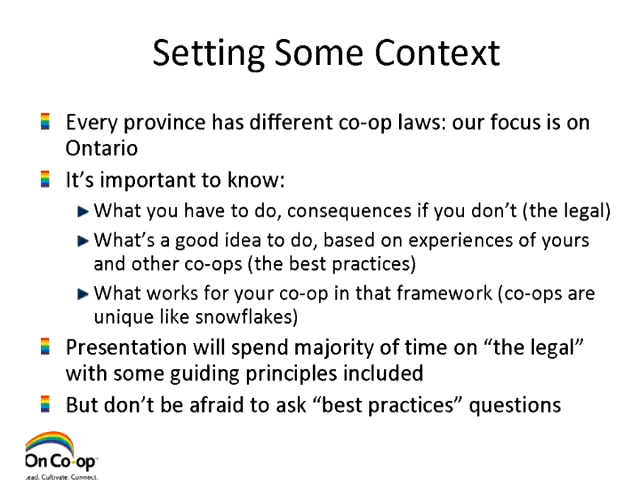 Setting Some Context
Every province has different co-op laws: our focus is on
Ontario
It's important to know:
What you have to do, consequences if you don't (the legal)
What's a good idea to do, based on experiences of yours
and other co-ops (the best practices)
What works for your co-op in that framework (co-ops are
unique like snowflakes)
Presentation will spend majority of time on “the legal”
with some guiding principles included
But don't be afraid to ask “best practices” questions
On Co-op
Lead. Cultivate. Connect.